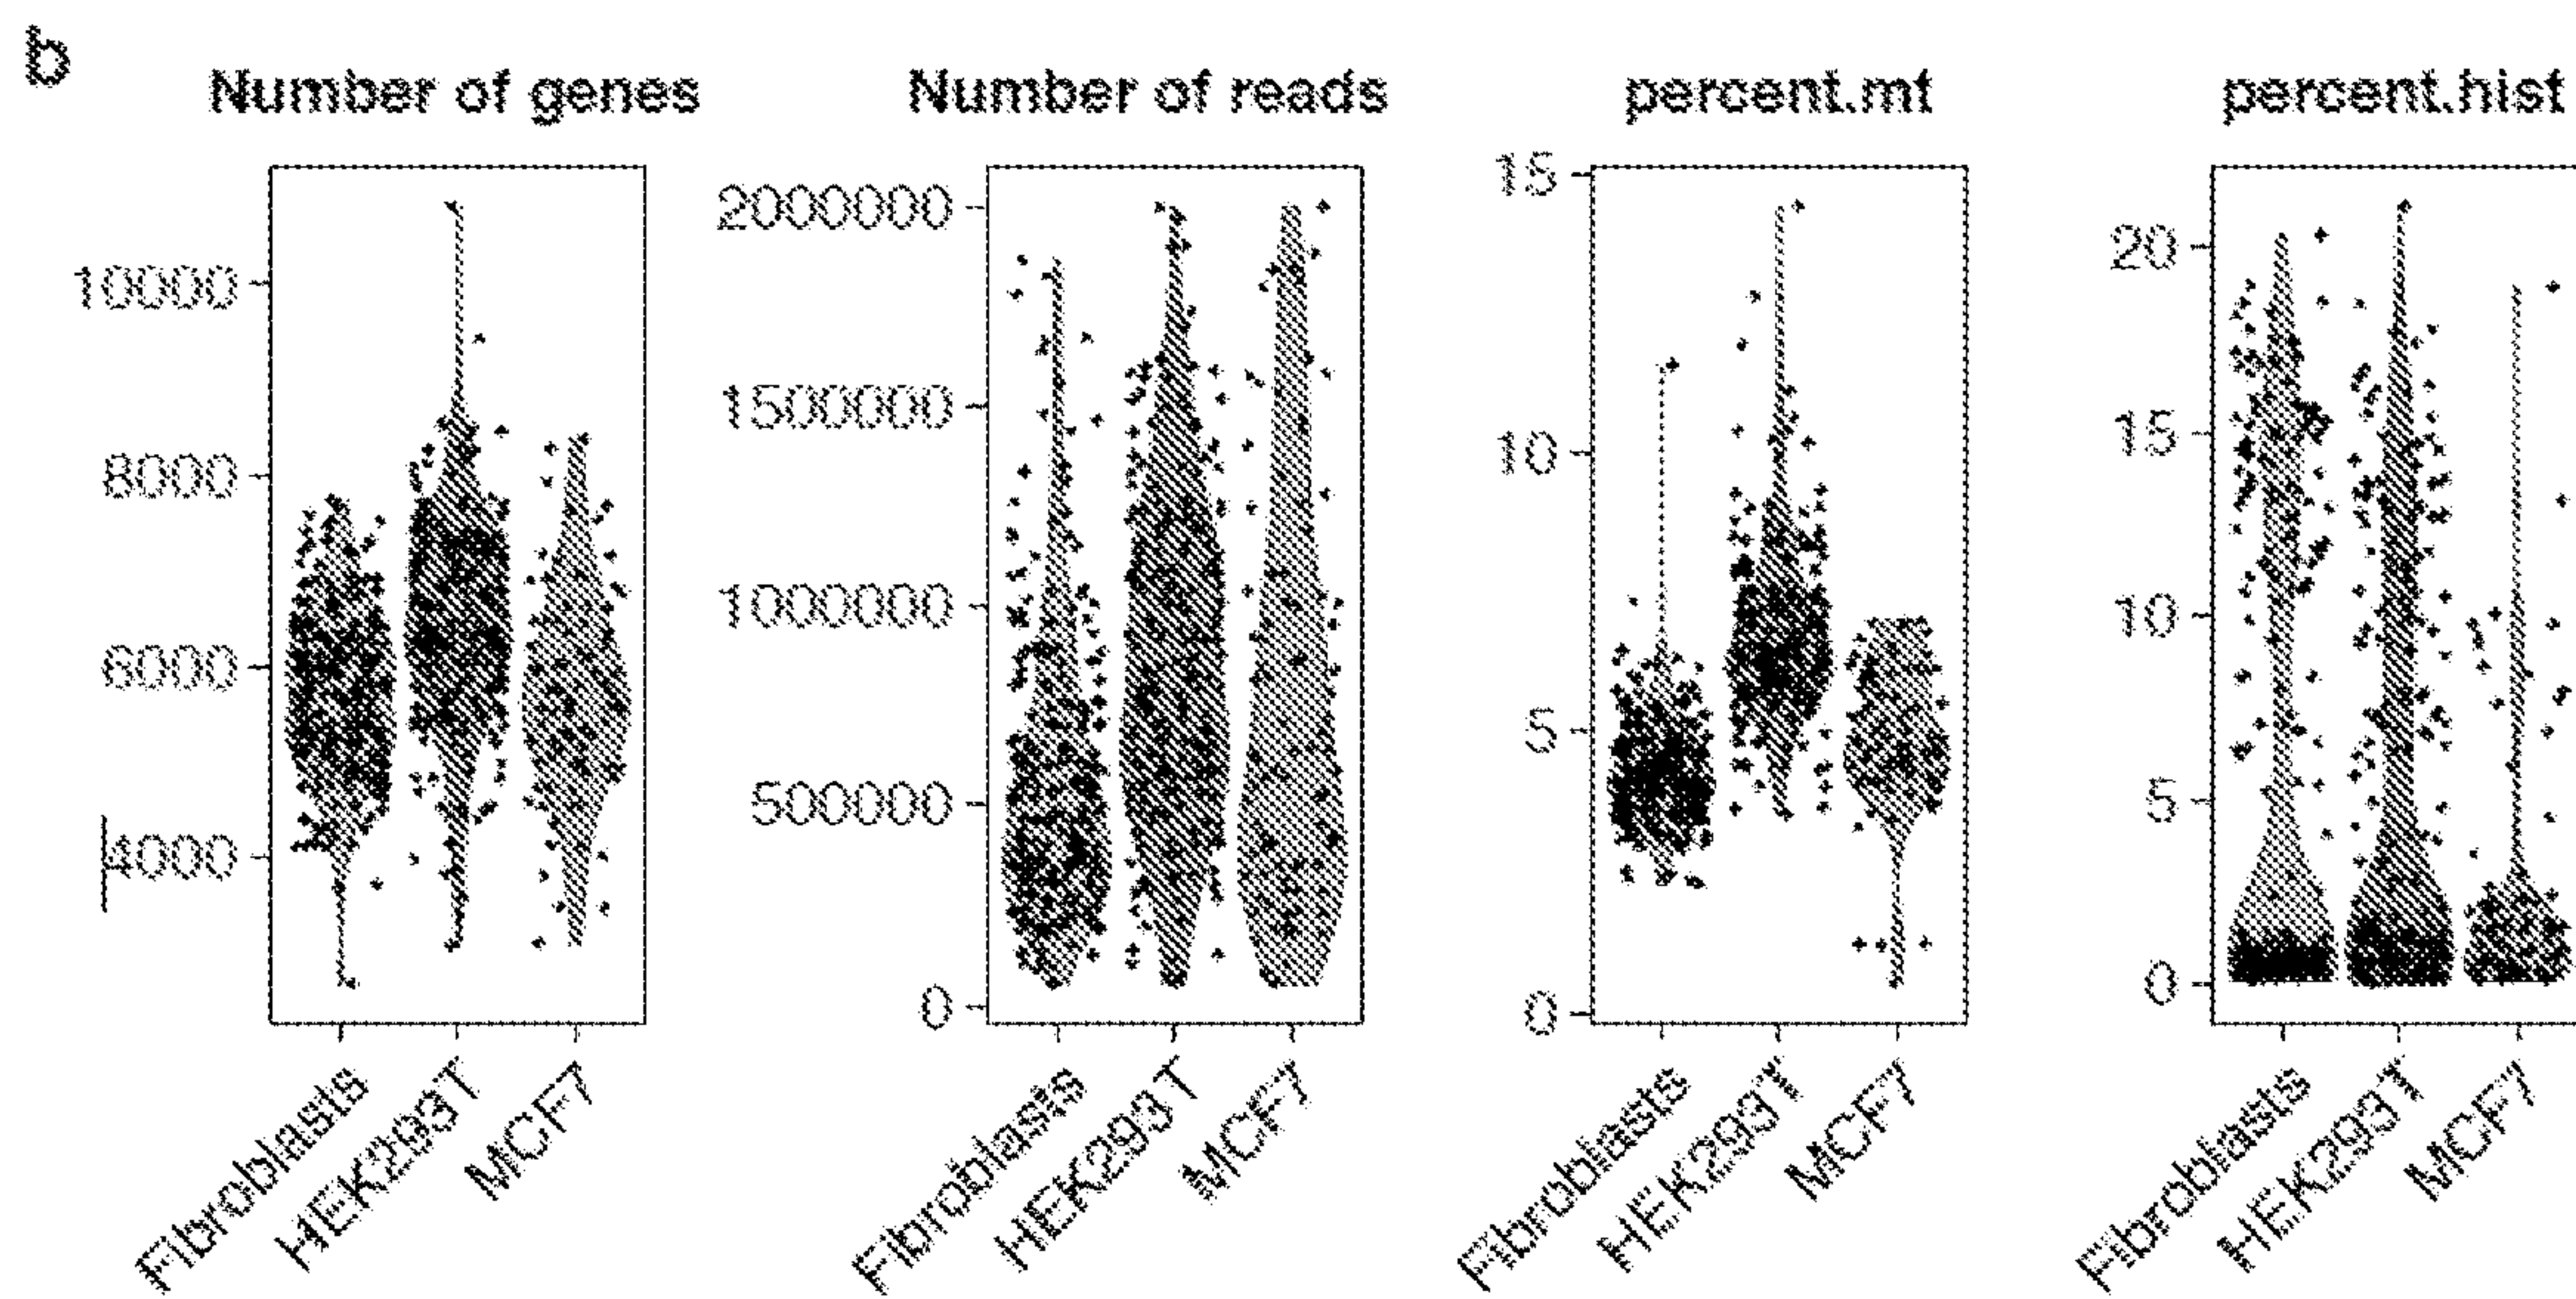 b
Number of genes
10000
8000
6000
4000
Fibroblasts
HEK293T
MCF7
Number of reads
2000000
1500000
1000000
500000
0
Fibroblasts
HEK293T
MCF7
percent.mt
15
10
5
0
Fibroblasts
HEK293T
MCF7
percent.hist
20
15
10
5
0
Fibroblasts
HEK293T
MCF7